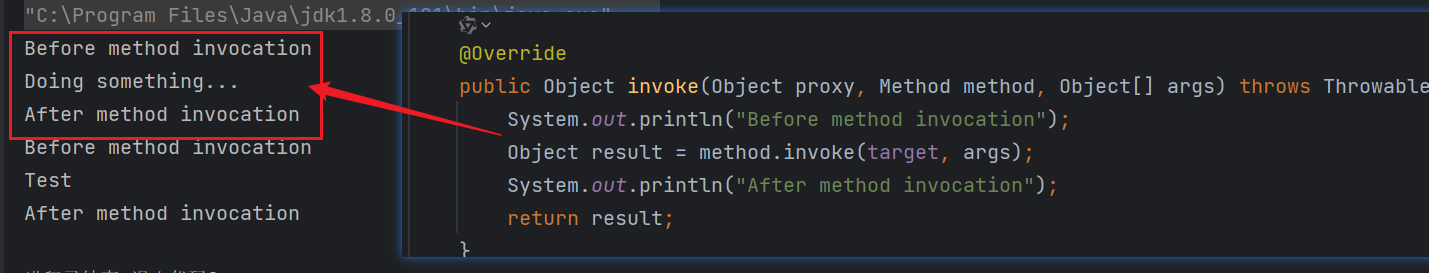 "C:\Program Files\Java\jdk1.8.0_
Before method invocation
Doing something...
After method invocation
Before method invocation
Test
After method invocation
@Override
public Object invoke(Object proxy, Method method, Object[] args) throws Throwable
System.out.println("Before method invocation");
Object result = method.invoke(target, args);
System.out.println("After method invocation");
return result;
}